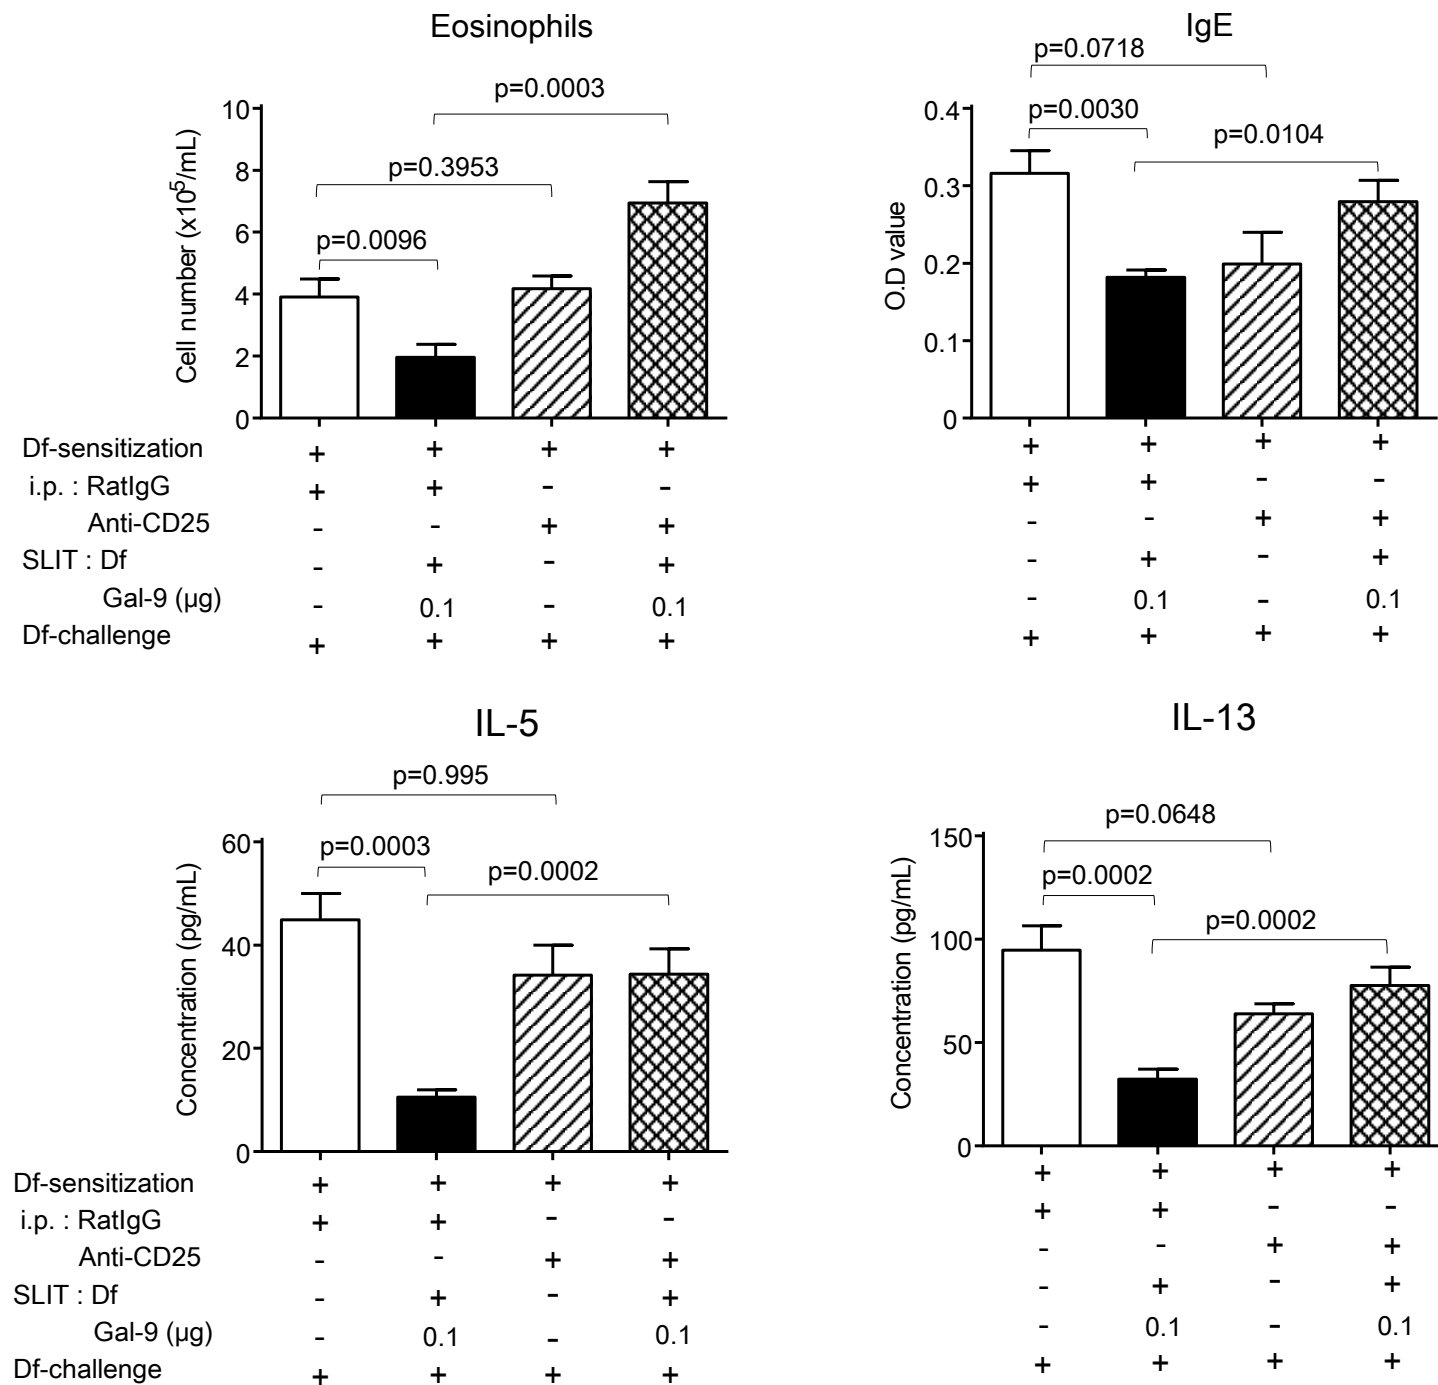 Eosinophils
p=0.0003
p=0.3953
p=0.0096
Cell number (x10⁵/mL)
10
8
6
4
2
0
Df-sensitization + + + +
i.p. : RatIgG + + - -
Anti-CD25 - - + +
SLIT : Df - + - +
Gal-9 (µg) - 0.1 - 0.1
Df-challenge + + + +
IgE
p=0.0718
p=0.0030
p=0.0104
O.D value
0.4
0.3
0.2
0.1
0
+ + + +
+ + - -
- - + +
- + - +
- 0.1 - 0.1
+ + + +
IL-5
p=0.995
p=0.0003
p=0.0002
Concentration (pg/mL)
60
40
20
0
Df-sensitization + + + +
i.p. : RatIgG + + - -
Anti-CD25 - - + +
SLIT : Df - + - +
Gal-9 (µg) - 0.1 - 0.1
Df-challenge + + + +
IL-13
p=0.0648
p=0.0002
p=0.0002
Concentration (pg/mL)
150
100
50
0
+ + + +
+ + - -
- - + +
- + - +
- 0.1 - 0.1
+ + + +